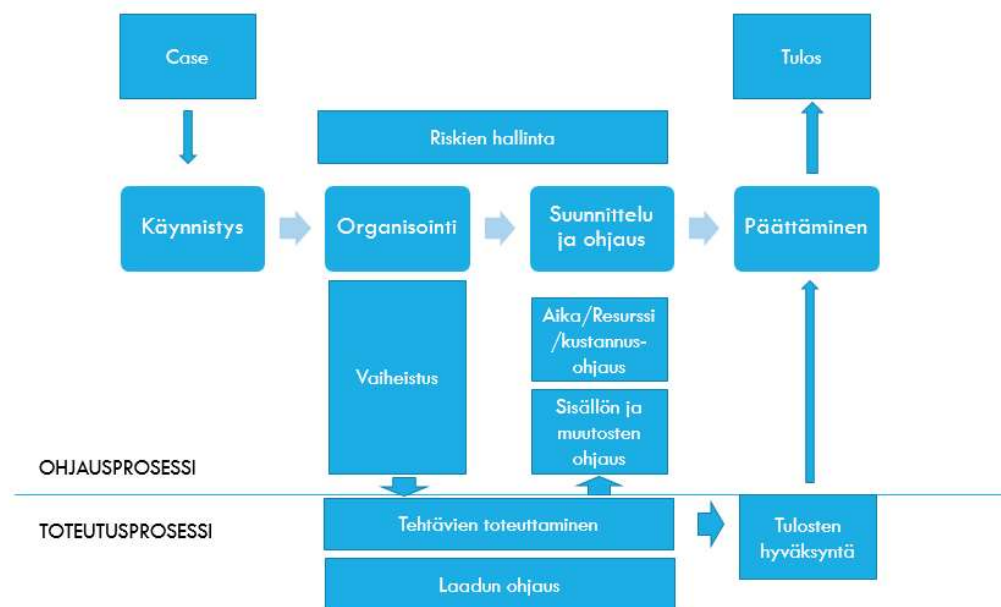 Case
Tulos
Riskien hallinta
Käynnistys
Organisointi
Suunnittelu
ja ohjaus
Päättäminen
Vaiheistus
Aika/Resurssi
/kustannus-
ohjaus
Sisällön ja
muutosten
ohjaus
OHJAUSPROSESSI
TOTEUTUSPROSESSI
Tehtävien toteuttaminen
Tulosten
hyväksyntä
Laadun ohjaus